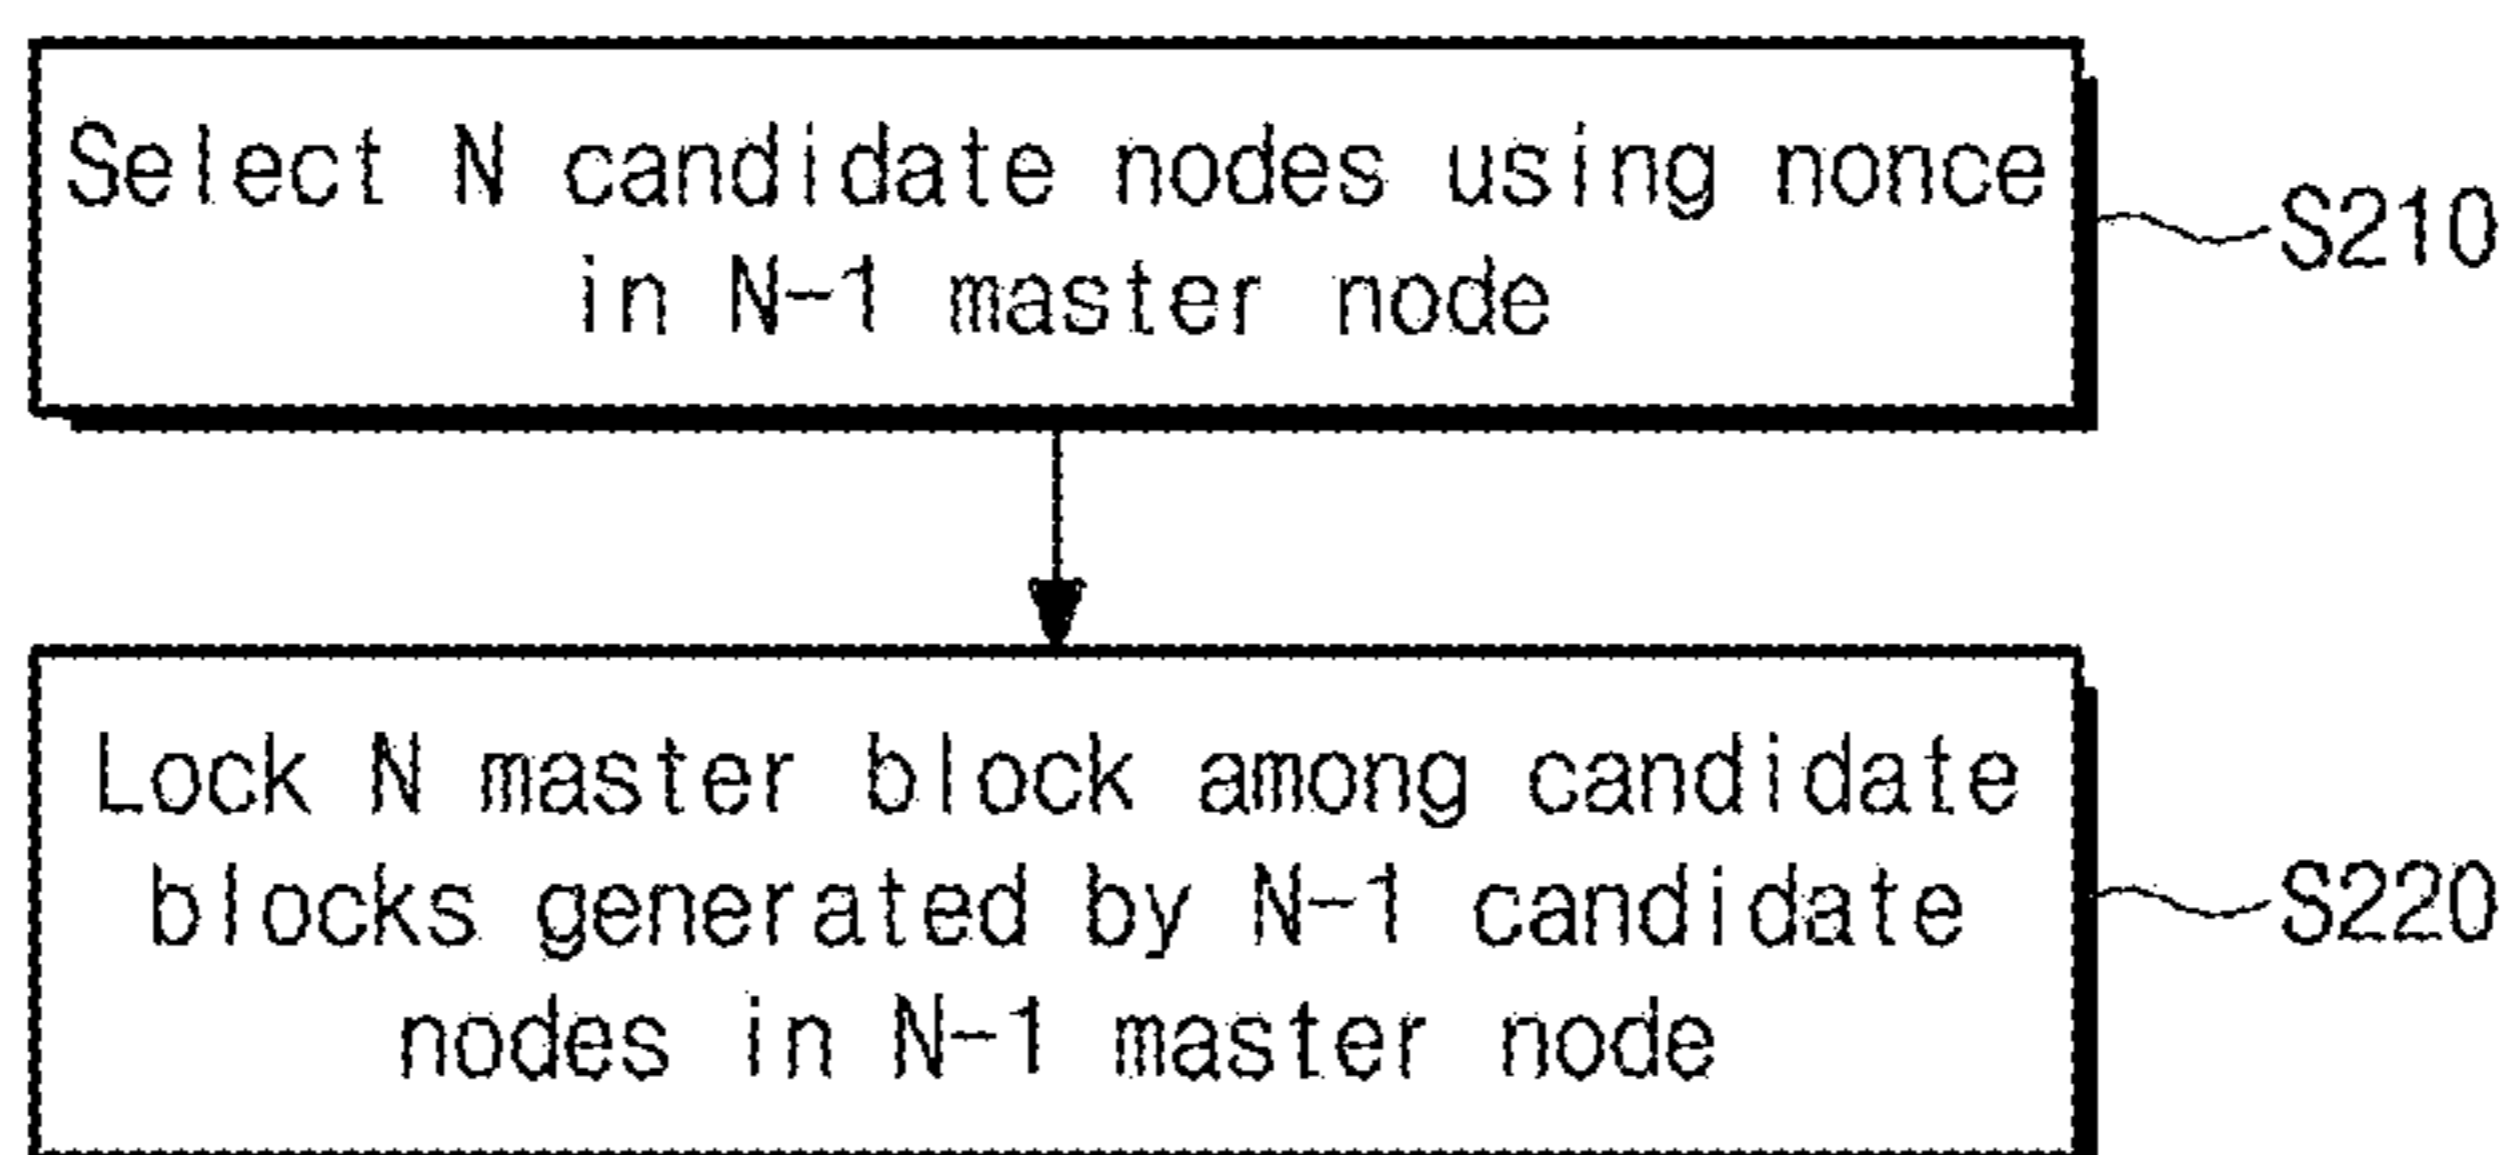 Select N candidate nodes using nonce
in N-1 master node
S210
Lock N master block among candidate
blocks generated by N-1 candidate
nodes in N-1 master node
S220